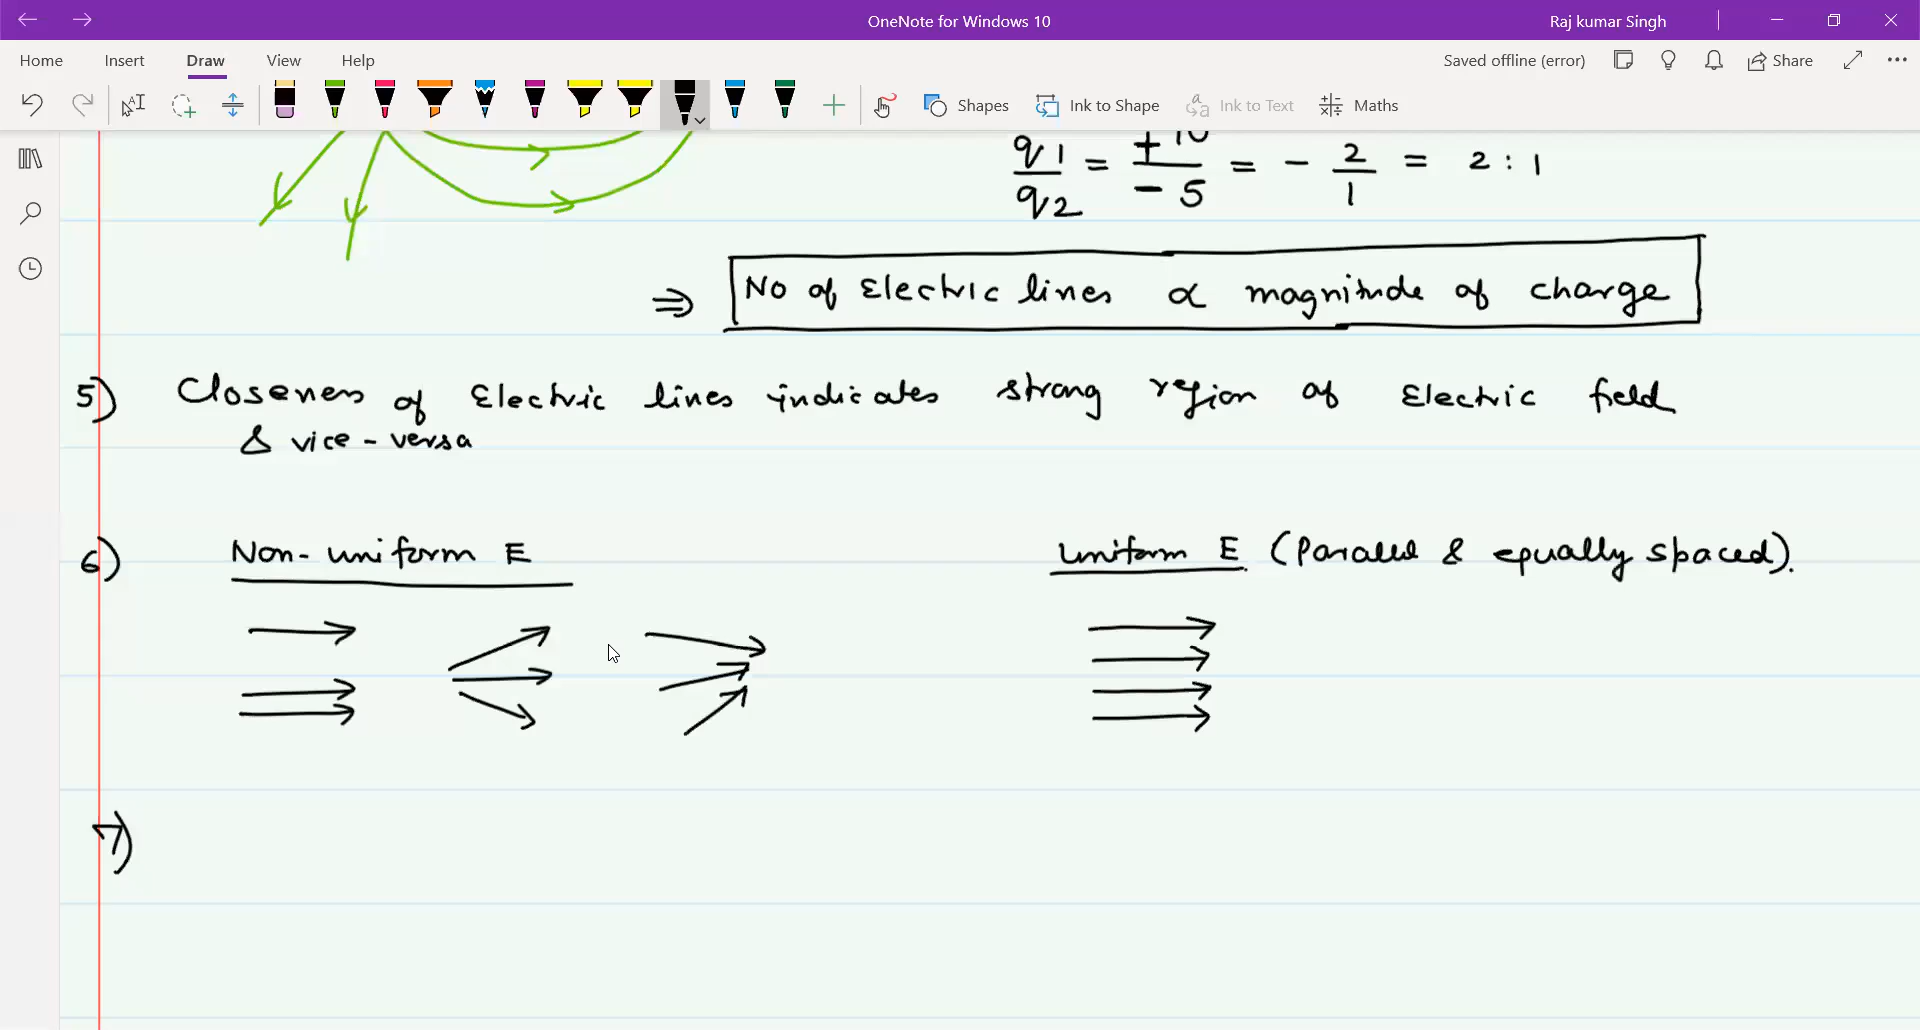 OneNote for Windows 10
Raj kumar Singh
Home Insert Draw View Help
Saved offline (error) Share
Shapes Ink to Shape Ink to Text Maths
q1/q2 = +10/-5 = - 2/1 = 2 : 1
⇒ No of Electric lines ∝ magnitude of charge
5) Closeness of Electric lines indicates strong region of Electric field
& vice - versa
6) Non- uniform E
uniform E (Parallel & equally spaced).
7)